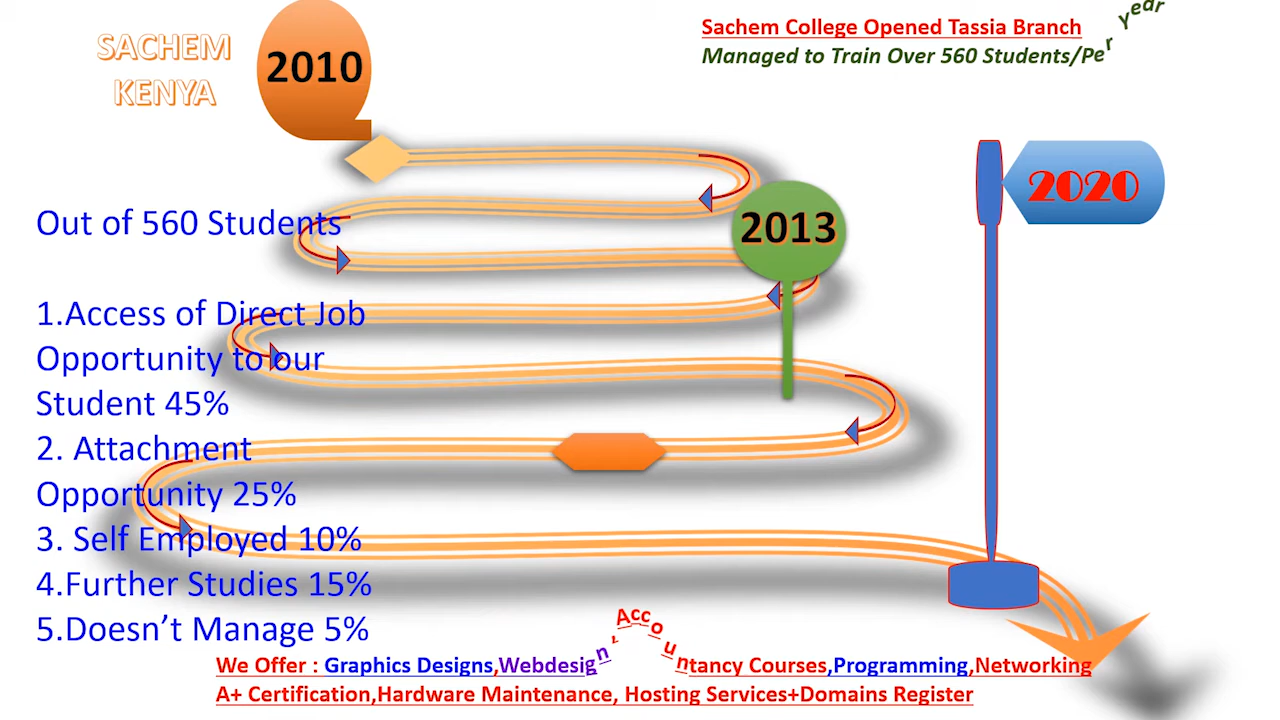 SACHEM
KENYA
2010
Sachem College Opened Tassia Branch
Managed to Train Over 560 Students/Per year
2020
2013
Out of 560 Students
1.Access of Direct Job
Opportunity to our
Student 45%
2. Attachment
Opportunity 25%
3. Self Employed 10%
4.Further Studies 15%
5.Doesn’t Manage 5%
We Offer : Graphics Designs,Webdesign, Accountancy Courses,Programming,Networking
A+ Certification,Hardware Maintenance, Hosting Services+Domains Register